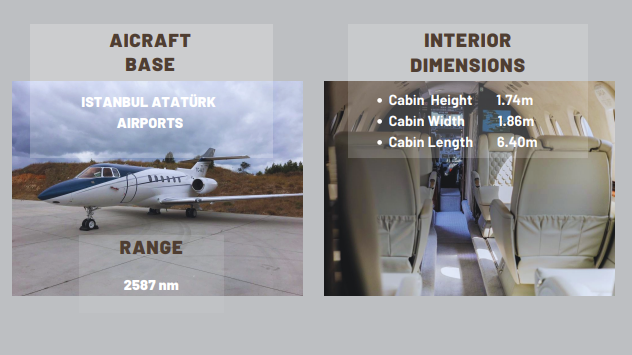 AICRAFT
BASE
ISTANBUL ATATÜRK
AIRPORTS
RANGE
2587 nm
INTERIOR
DIMENSIONS
• Cabin Height 1.74m
• Cabin Width 1.86m
• Cabin Length 6.40m